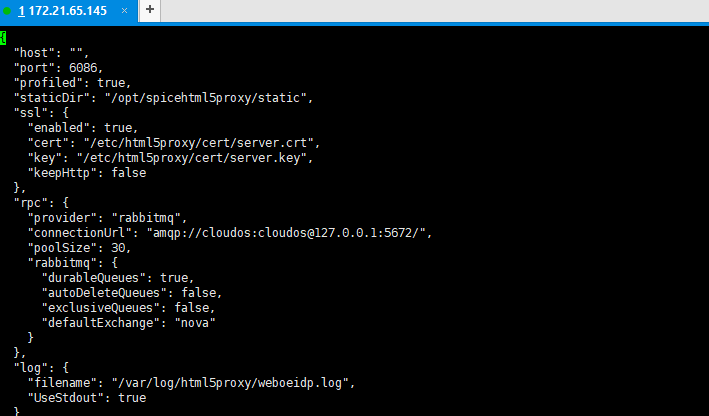 1 172.21.65.145 × +
{
  "host": "",
  "port": 6086,
  "profiled": true,
  "staticDir": "/opt/spicehtml5proxy/static",
  "ssl": {
    "enabled": true,
    "cert": "/etc/html5proxy/cert/server.crt",
    "key": "/etc/html5proxy/cert/server.key",
    "keepHttp": false
  },
  "rpc": {
    "provider": "rabbitmq",
    "connectionUrl": "amqp://cloudos:cloudos@127.0.0.1:5672/",
    "poolSize": 30,
    "rabbitmq": {
      "durableQueues": true,
      "autoDeleteQueues": false,
      "exclusiveQueues": false,
      "defaultExchange": "nova"
    }
  },
  "log": {
    "filename": "/var/log/html5proxy/weboeidp.log",
    "UseStdout": true
  }